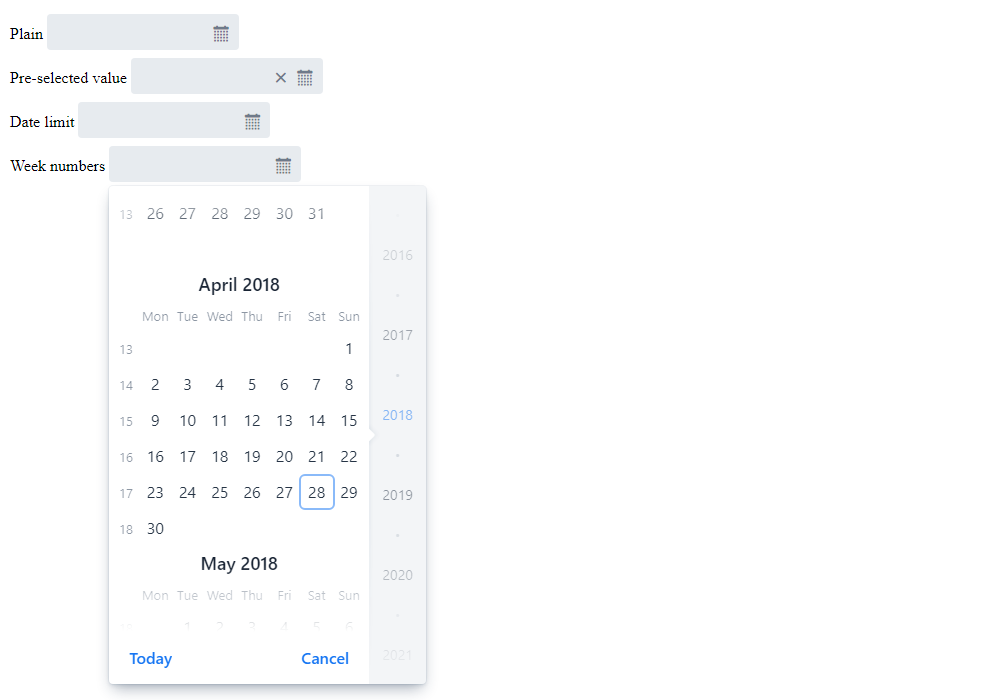 Plain
Pre-selected value
Date limit
Week numbers
13 26 27 28 29 30 31
April 2018
Mon Tue Wed Thu Fri Sat Sun
13 1
14 2 3 4 5 6 7 8
15 9 10 11 12 13 14 15
16 16 17 18 19 20 21 22
17 23 24 25 26 27 28 29
18 30
May 2018
Mon Tue Wed Thu Fri Sat Sun
18 1 2 3 4 5 6
Today Cancel
2016
2017
2018
2019
2020
2021